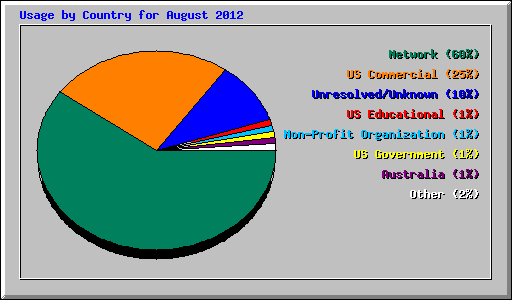 Usage by Country for August 2012
Network (60%)
US Commercial (25%)
Unresolved/Unknown (10%)
US Educational (1%)
Non-Profit Organization (1%)
US Government (1%)
Australia (1%)
Other (2%)